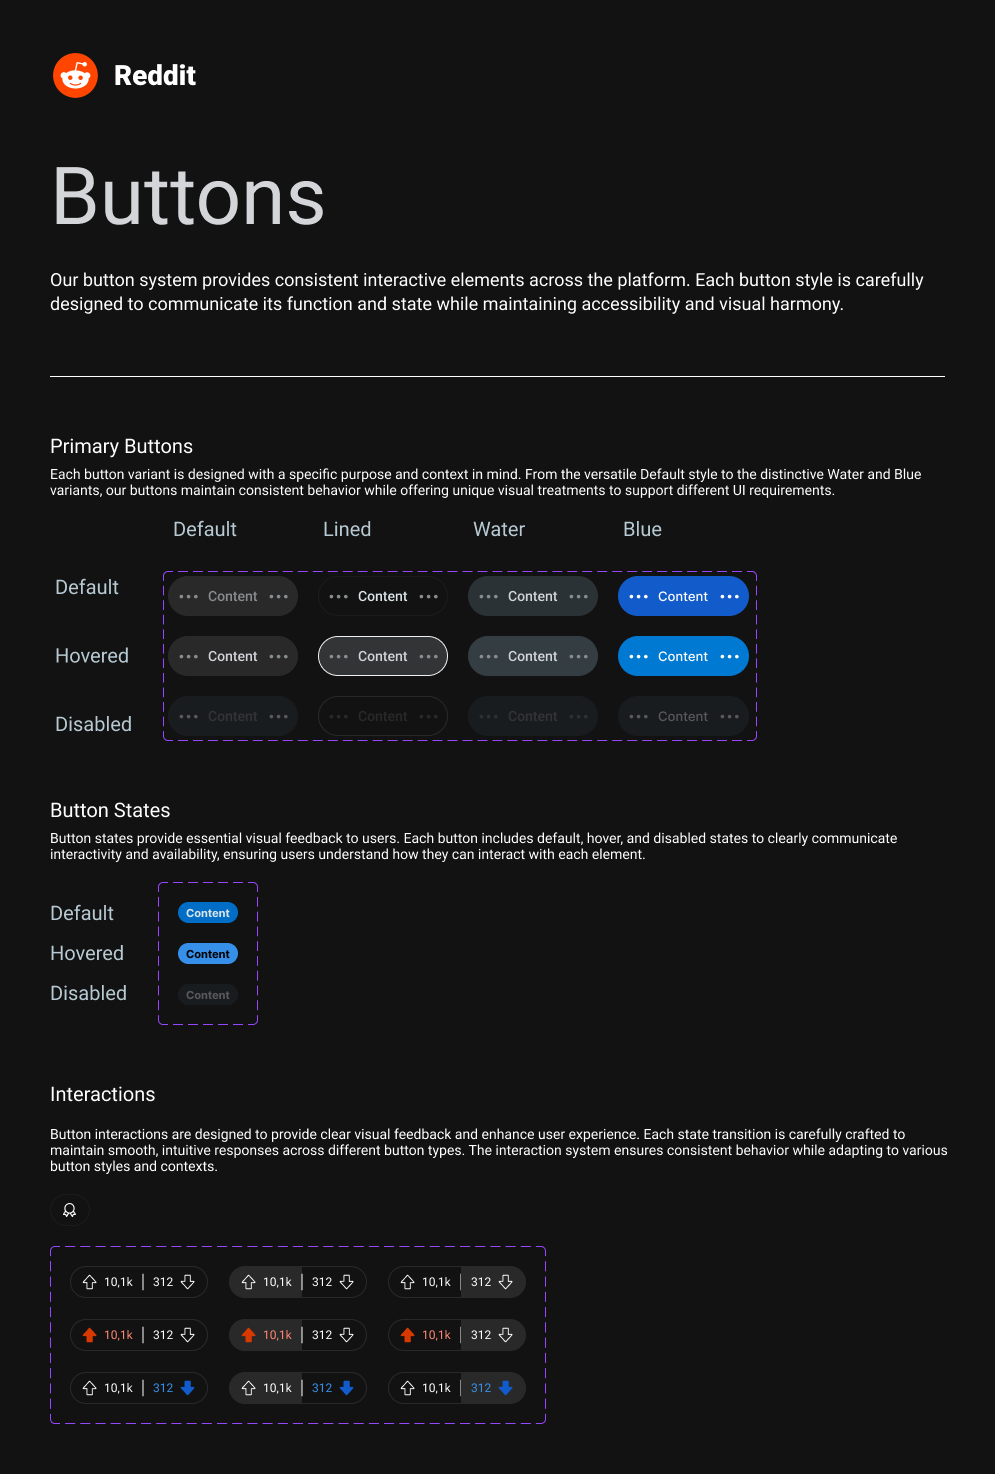 Reddit
Buttons
Our button system provides consistent interactive elements across the platform. Each button style is carefully
designed to communicate its function and state while maintaining accessibility and visual harmony.
Primary Buttons
Each button variant is designed with a specific purpose and context in mind. From the versatile Default style to the distinctive Water and Blue
variants, our buttons maintain consistent behavior while offering unique visual treatments to support different UI requirements.
Default Lined Water Blue
Default Content Content Content Content
Hovered Content Content Content Content
Disabled Content Content Content Content
Button States
Button states provide essential visual feedback to users. Each button includes default, hover, and disabled states to clearly communicate
interactivity and availability, ensuring users understand how they can interact with each element.
Default Content
Hovered Content
Disabled Content
Interactions
Button interactions are designed to provide clear visual feedback and enhance user experience. Each state transition is carefully crafted to
maintain smooth, intuitive responses across different button types. The interaction system ensures consistent behavior while adapting to various
button styles and contexts.
10,1k 312 10,1k 312 10,1k 312
10,1k 312 10,1k 312 10,1k 312
10,1k 312 10,1k 312 10,1k 312